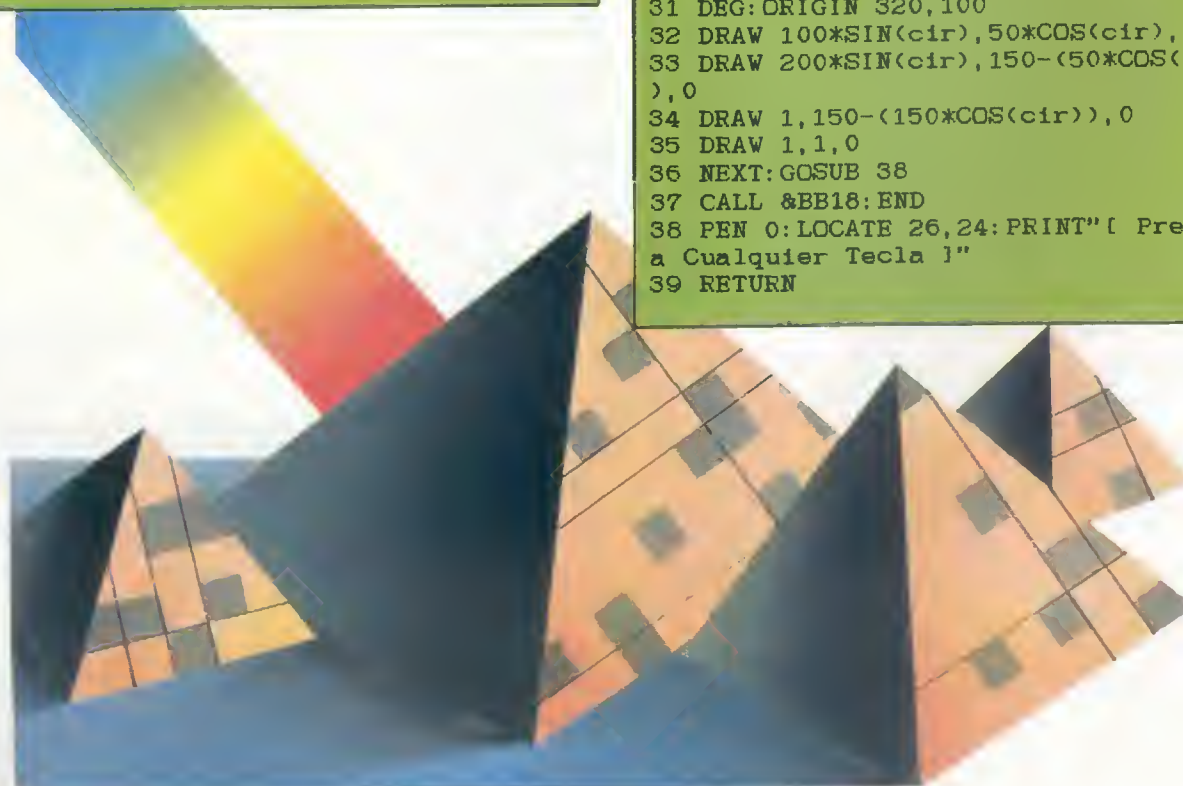 31 DEG:ORIGIN 320,100
32 DRAW 100*SIN(cir),50*COS(cir),
33 DRAW 200*SIN(cir),150-(50*COS(
),0
34 DRAW 1,150-(150*COS(cir)),0
35 DRAW 1,1,0
36 NEXT:GOSUB 38
37 CALL &BB18:END
38 PEN 0:LOCATE 26,24:PRINT"[ Pre
a Cualquier Tecla ]"
39 RETURN